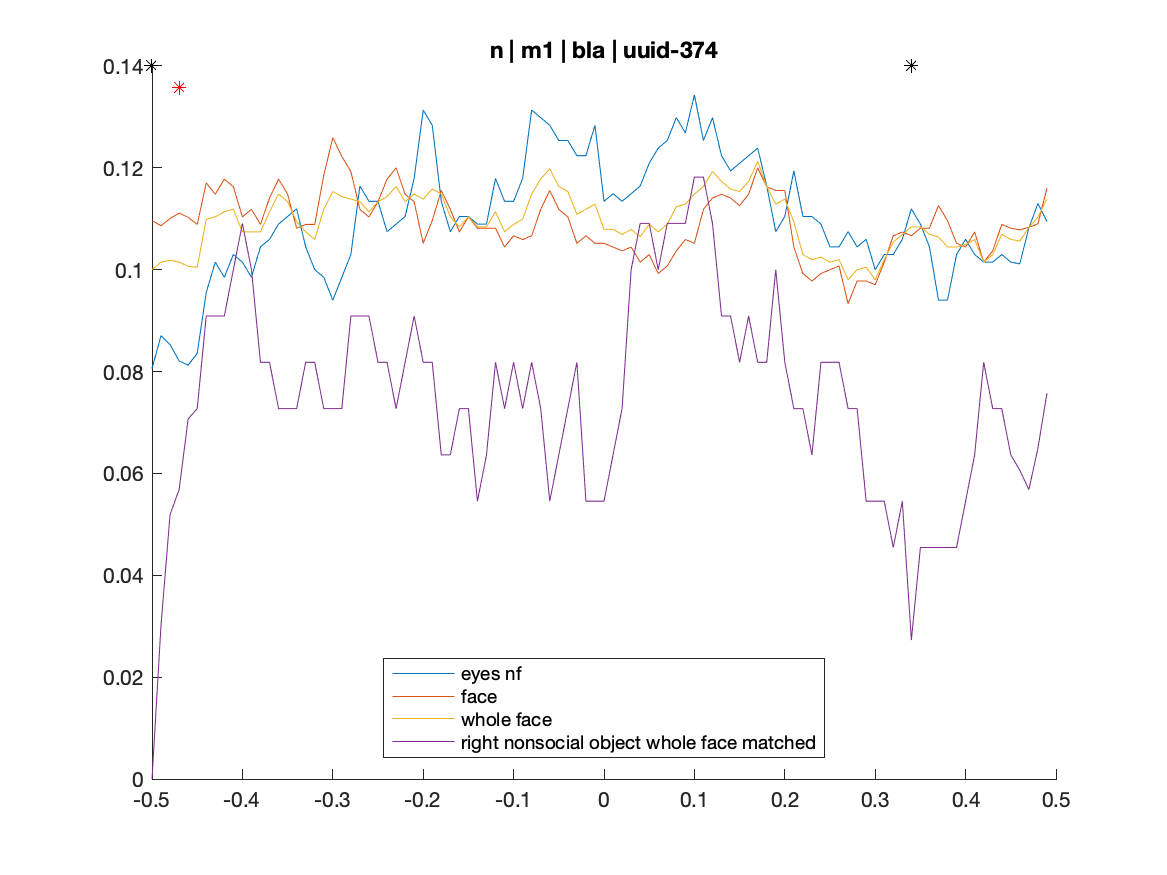 n | m1 | bla | uuid-374
0.14
0.12
0.1
0.08
0.06
0.04
0.02
0
eyes nf
face
whole face
right nonsocial object whole face matched
-0.5 -0.4 -0.3 -0.2 -0.1 0 0.1 0.2 0.3 0.4 0.5